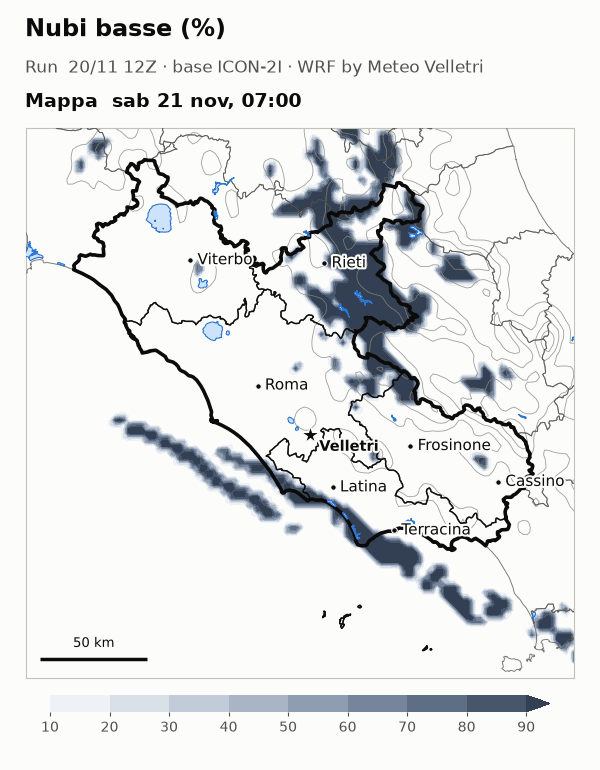 Nubi basse (%)
Run 20/11 12Z · base ICON-2I · WRF by Meteo Velletri
Mappa sab 21 nov, 07:00
Viterbo
Rieti
Roma
Velletri
Frosinone
Latina
Cassino
Terracina
50 km
10 20 30 40 50 60 70 80 90